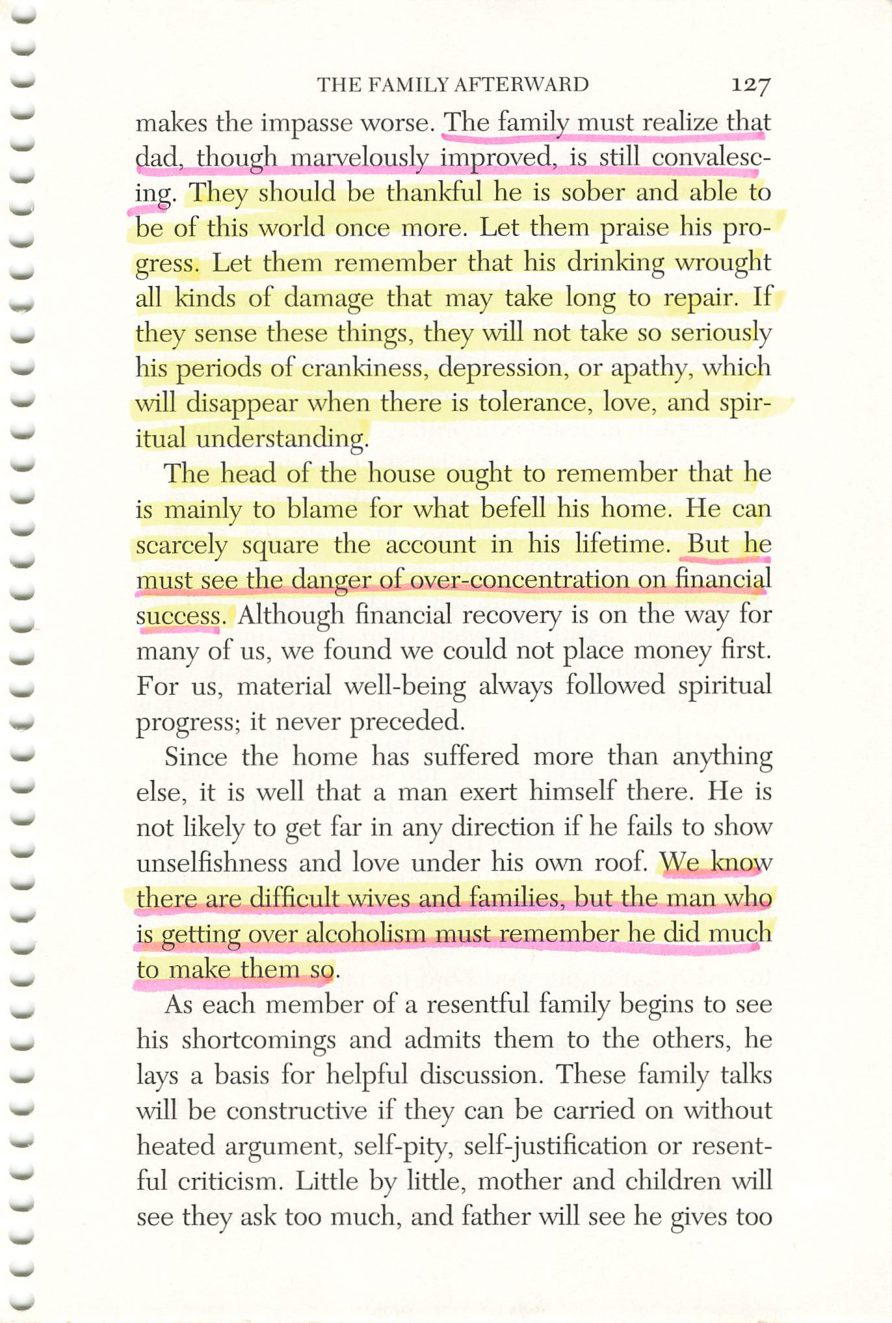 THE FAMILY AFTERWARD 127
makes the impasse worse. The family must realize that
dad, though marvelously improved, is still convalesc-
ing. They should be thankful he is sober and able to
be of this world once more. Let them praise his pro-
gress. Let them remember that his drinking wrought
all kinds of damage that may take long to repair. If
they sense these things, they will not take so seriously
his periods of crankiness, depression, or apathy, which
will disappear when there is tolerance, love, and spir-
itual understanding.
The head of the house ought to remember that he
is mainly to blame for what befell his home. He can
scarcely square the account in his lifetime. But he
must see the danger of over-concentration on financial
success. Although financial recovery is on the way for
many of us, we found we could not place money first.
For us, material well-being always followed spiritual
progress; it never preceded.
Since the home has suffered more than anything
else, it is well that a man exert himself there. He is
not likely to get far in any direction if he fails to show
unselfishness and love under his own roof. We know
there are difficult wives and families, but the man who
is getting over alcoholism must remember he did much
to make them so.
As each member of a resentful family begins to see
his shortcomings and admits them to the others, he
lays a basis for helpful discussion. These family talks
will be constructive if they can be carried on without
heated argument, self-pity, self-justification or resent-
ful criticism. Little by little, mother and children will
see they ask too much, and father will see he gives too